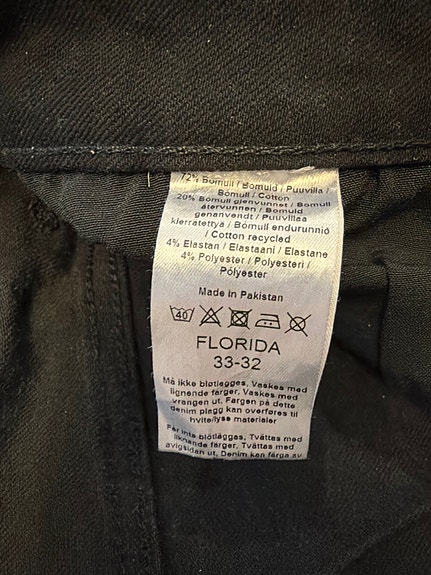 72% Bomull / Bomuld / Puuvilla /
Bomull / Cotton
20% Bomull gjenvunnet / Bomull
återvunnen / Bomuld
genanvendt / Puuvillaa
kierrätettyä / Bómull endurunnið
/ Cotton recycled
4% Elastan / Elastaani / Elastane
4% Polyester / Polyesteri /
Pólyester
Made in Pakistan
40
FLORIDA
33-32
Må ikke bløtlegges, Vaskes med
lignende farger, Vaskes med
vrangen ut. Fargen på dette
denim plagg kan overføres til
hvite/lyse materialer
Får inte blötläggas, Tvättas med
liknande färger, Tvättas med
avigsidan ut. Denim kan färga av